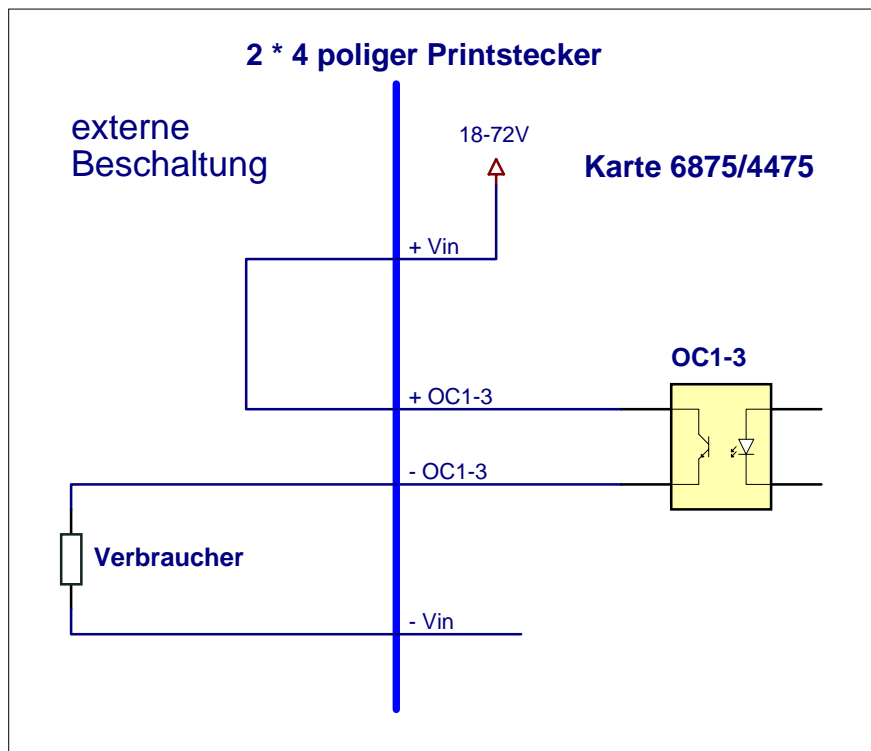 2 * 4 poliger Printstecker
externe
Beschaltung
18-72V
Karte 6875/4475
+ Vin
OC1-3
+ OC1-3
- OC1-3
Verbraucher
- Vin